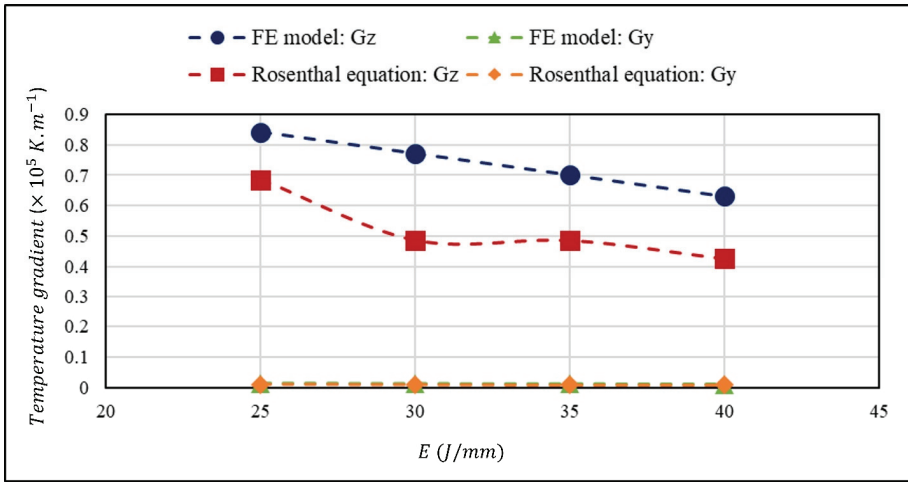 FE model: Gz
FE model: Gy
Rosenthal equation: Gz
Rosenthal equation: Gy
Temperature gradient (× 10⁵ K.m⁻¹)
0.9
0.8
0.7
0.6
0.5
0.4
0.3
0.2
0.1
0
20
25
30
35
40
45
E (J/mm)